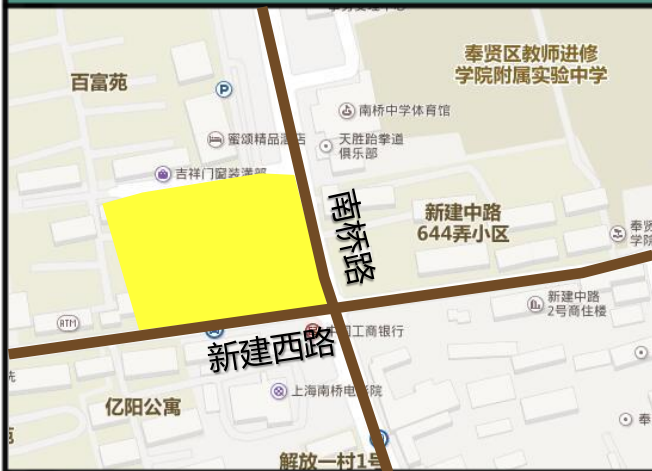 百富苑
P
奉贤区教师进修
学院附属实验中学
南桥中学体育馆
蜜颂精品酒店
天胜跆拳道
俱乐部
吉祥门窗装潢部
南桥路
新建中路
644弄小区
奉贤
学院
新建中路
2号商住楼
ATM
中国工商银行
新建西路
上海南桥电影院
亿阳公寓
奉
解放一村1号